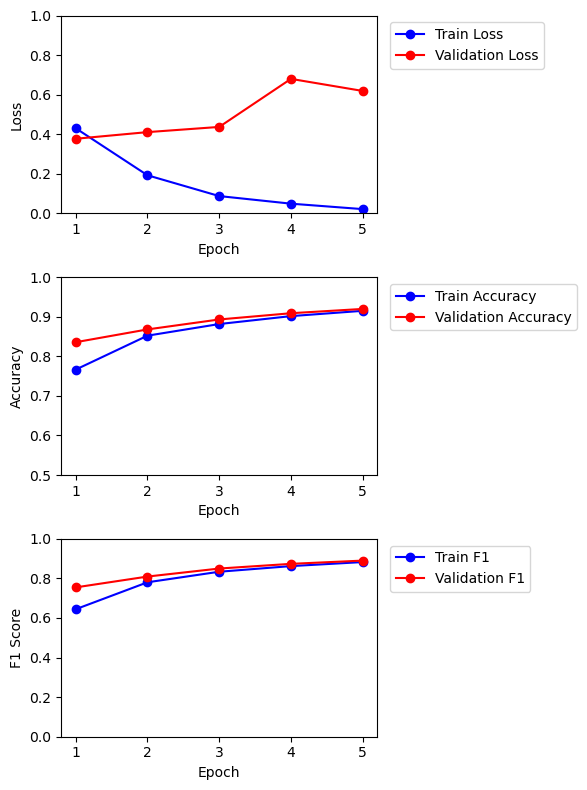 1.0
0.8
0.6
0.4
0.2
0.0
Loss
1 2 3 4 5
Epoch
Train Loss
Validation Loss
1.0
0.9
0.8
0.7
0.6
0.5
Accuracy
1 2 3 4 5
Epoch
Train Accuracy
Validation Accuracy
1.0
0.8
0.6
0.4
0.2
0.0
F1 Score
1 2 3 4 5
Epoch
Train F1
Validation F1